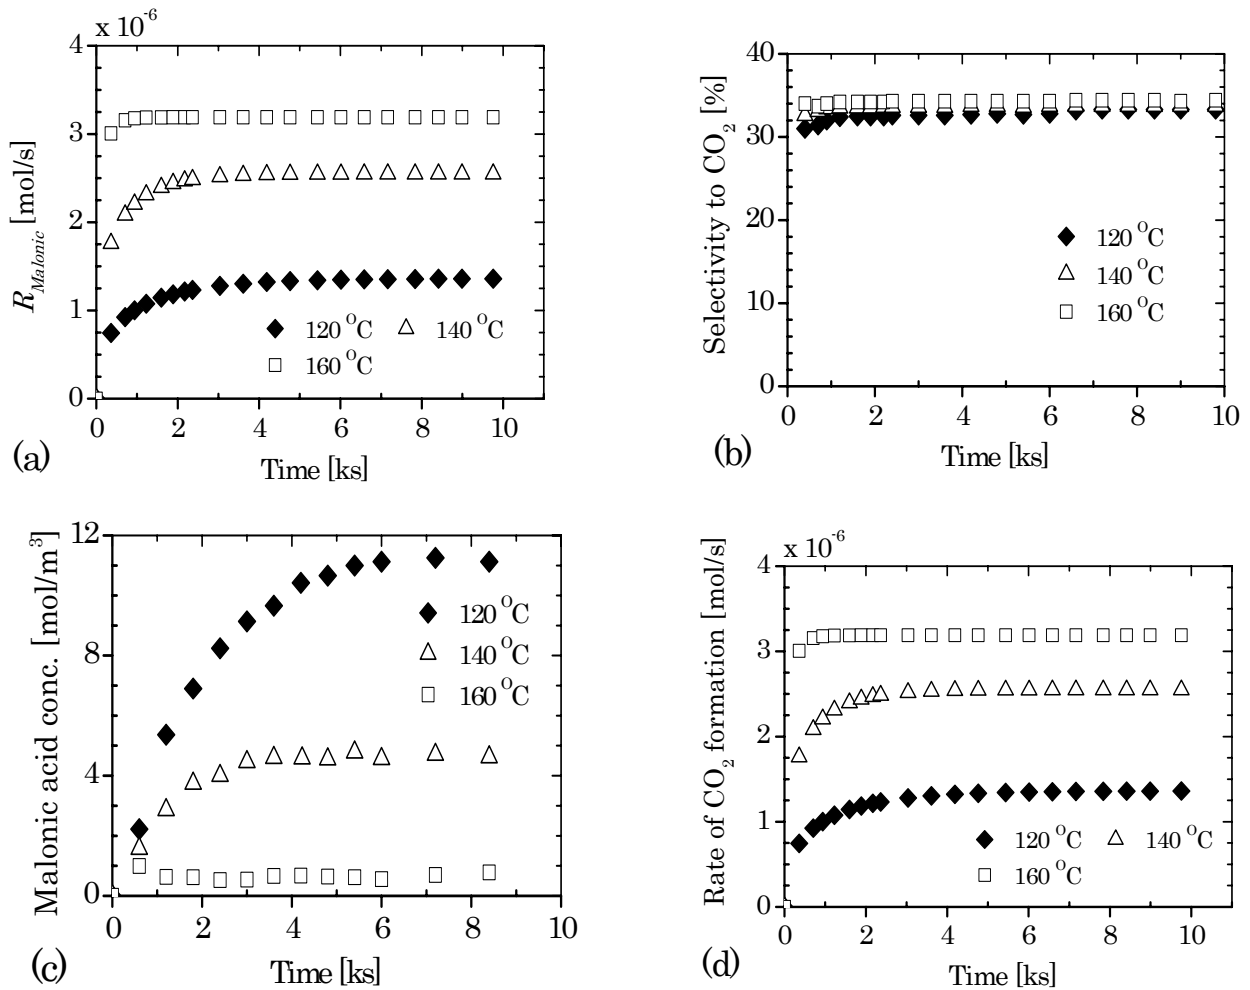 x 10⁻⁶
4
3
2
1
0
R_Malonic [mol/s]
120 °C 140 °C
160 °C
0 2 4 6 8 10
Time [ks]
(a)
40
30
20
10
0
Selectivity to CO₂ [%]
120 °C
140 °C
160 °C
0 2 4 6 8 10
Time [ks]
(b)
12
8
4
0
Malonic acid conc. [mol/m³]
120 °C
140 °C
160 °C
0 2 4 6 8 10
Time [ks]
(c)
x 10⁻⁶
4
3
2
1
0
Rate of CO₂ formation [mol/s]
120 °C 140 °C
160 °C
0 2 4 6 8 10
Time [ks]
(d)